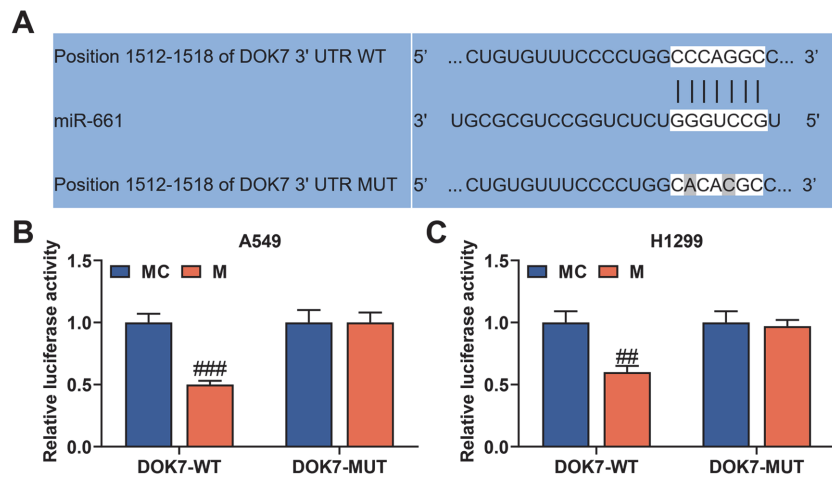 A
Position 1512-1518 of DOK7 3' UTR WT 5' ...CUGUGUUUCCCCUGGCCCAGGCC... 3'
miR-661 3' UGCGCGUCCGGUCUCUGGGUCCGU 5'
Position 1512-1518 of DOK7 3' UTR MUT 5' ...CUGUGUUUCCCCUGGCACACGCC... 3'
B
A549
Relative luciferase activity
1.5
1.0
0.5
0.0
MC M
###
DOK7-WT DOK7-MUT
C
H1299
Relative luciferase activity
1.5
1.0
0.5
0.0
MC M
##
DOK7-WT DOK7-MUT